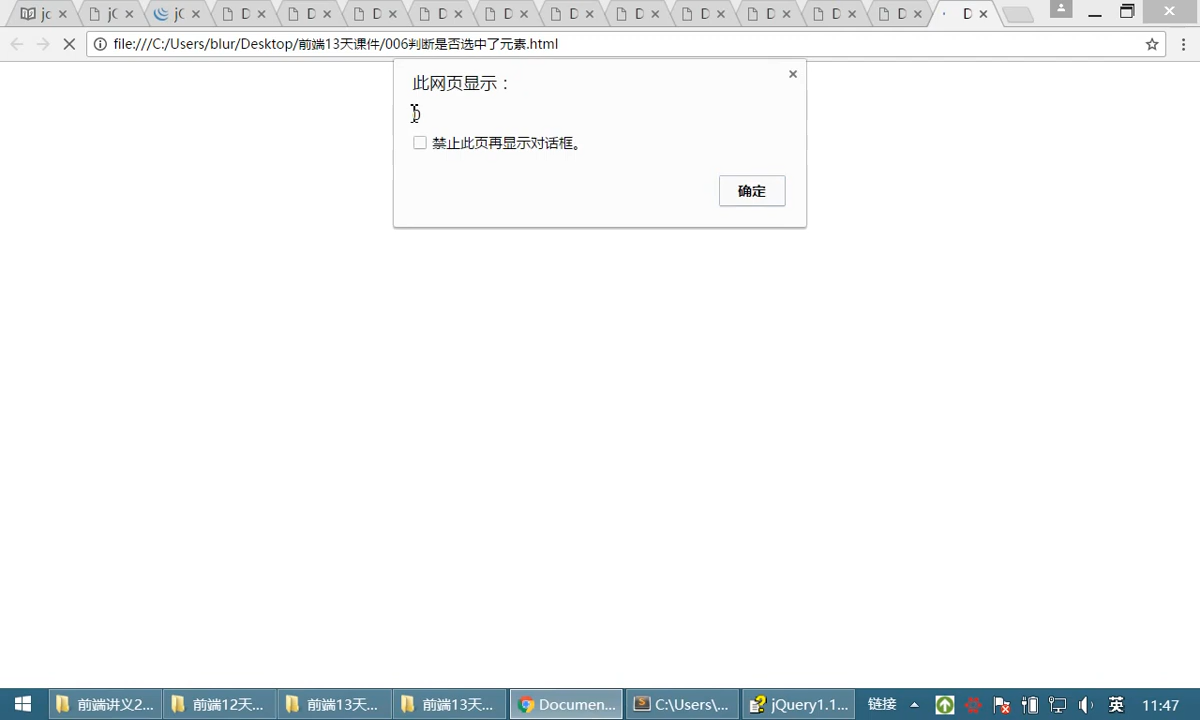 jc
jC
jC
D
D
D
D
D
D
D
D
D
D
D
D
file:///C:/Users/blur/Desktop/前端13天课件/006判断是否选中了元素.html
此网页显示：
禁止此页再显示对话框。
确定
前端讲义2...
前端12天...
前端13天...
前端13天...
Documen...
C:\Users\...
jQuery1.1...
链接
英
11:47